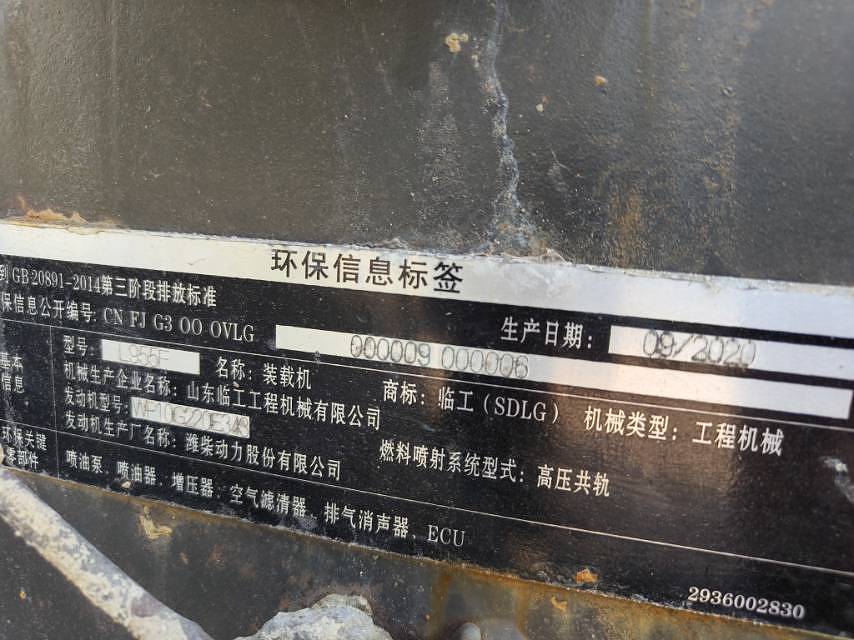 环保信息标签
到 GB 20891-2014第三阶段排放标准
生产日期: 09/2020
保信息公开编号: CN FJ G3 00 0VLG 000009 000006
基本信息
型号: L955F 名称: 装载机 商标: 临工(SDLG) 机械类型: 工程机械
机械生产企业名称: 山东临工工程机械有限公司
发动机型号: WP10G220E343 燃料喷射系统型式: 高压共轨
发动机生产厂名称: 潍柴动力股份有限公司
环保关键零部件
喷油泵、喷油器、增压器、空气滤清器、排气消声器、ECU
2936002830